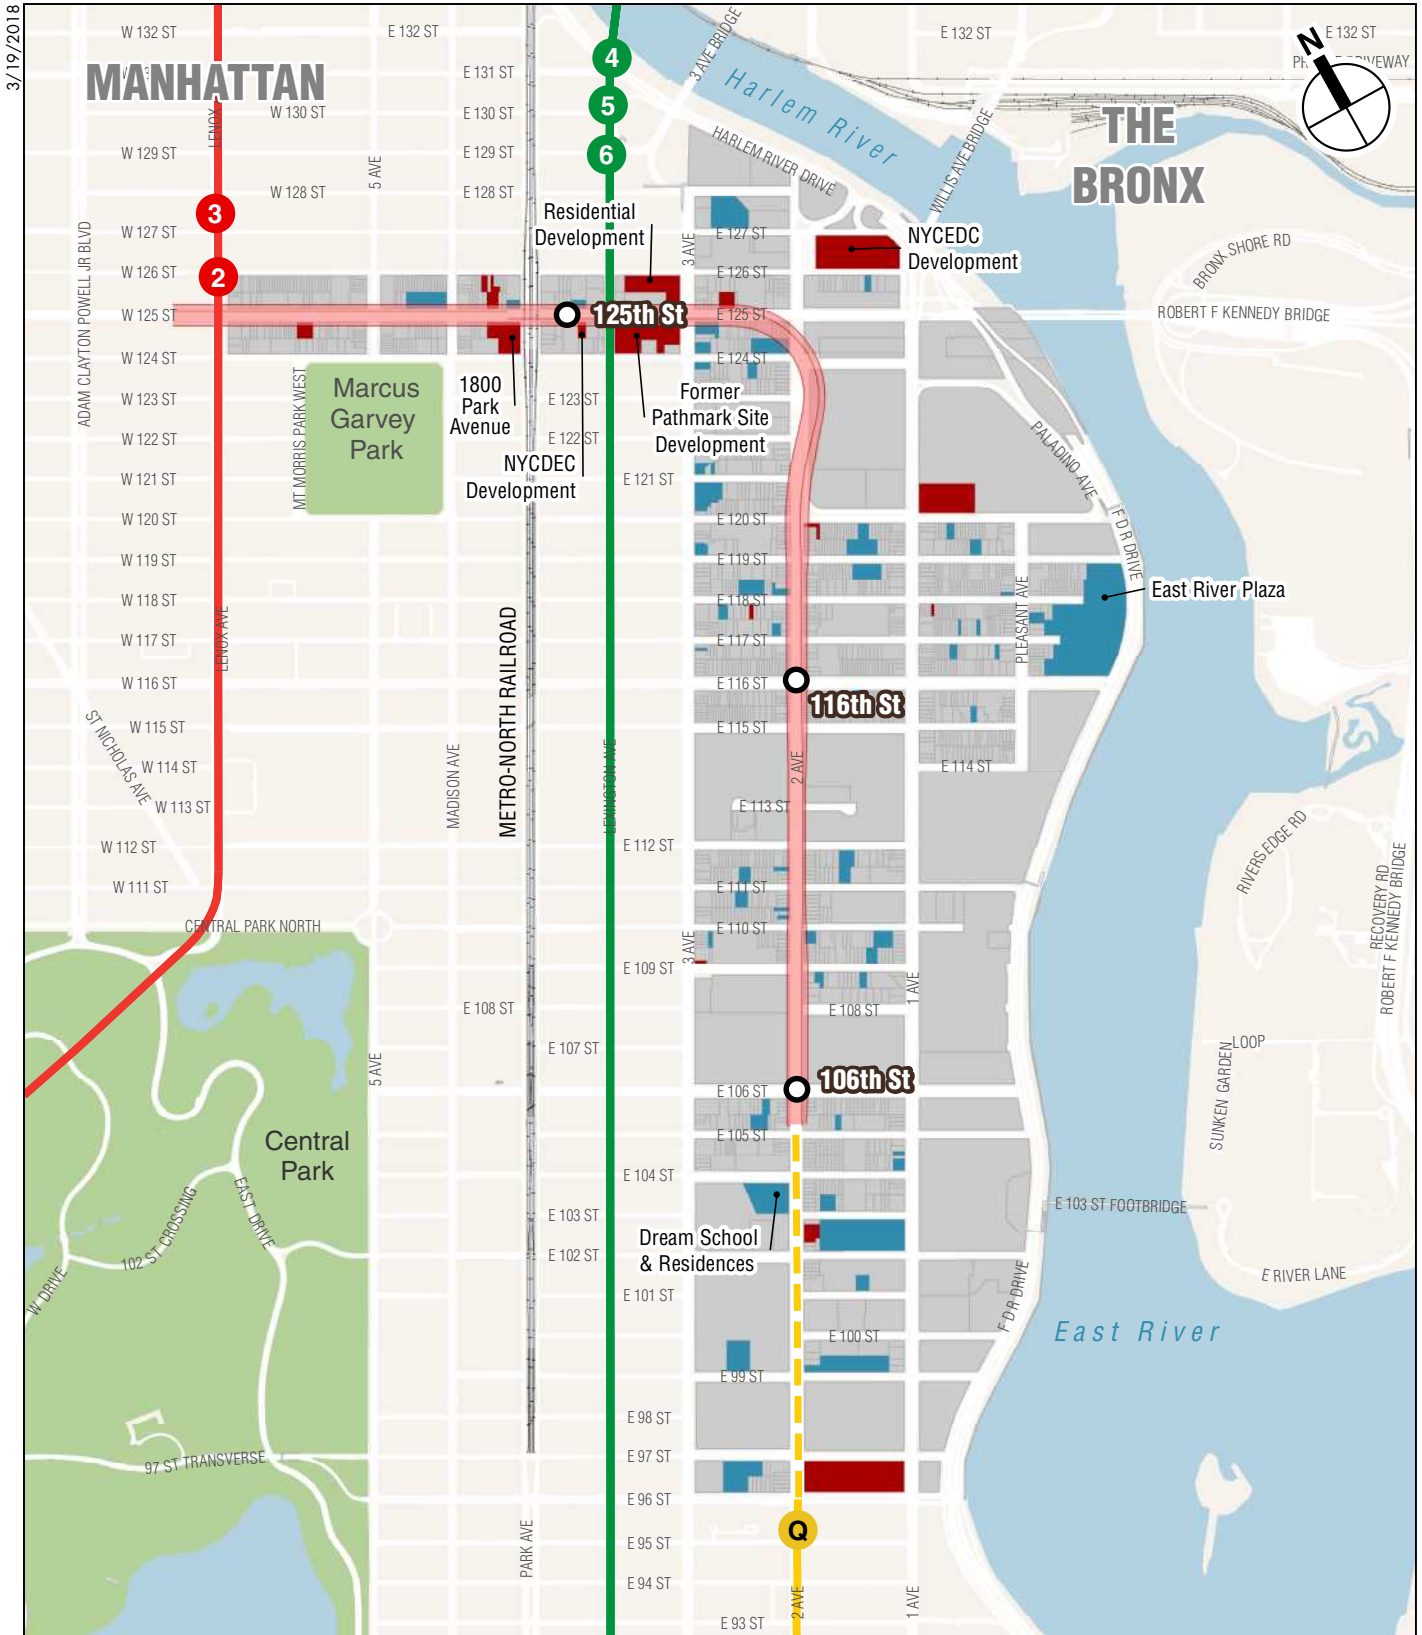 3/19/2018
W 132 ST
E 132 ST
E 132 ST
E 132 ST
MANHATTAN
E 131 ST
3 AVE BRIDGE
Harlem River
THE
BRONX
N
4
5
6
LENOX
W 130 ST
E 130 ST
W 129 ST
E 129 ST
5 AVE
HARLEM RIVER DRIVE
WILLIS AVE BRIDGE
W 128 ST
E 128 ST
3
Residential
Development
3 AVE
W 127 ST
E 127 ST
NYCEDC
Development
BRONX SHORE RD
ADAM CLAYTON POWELL JR BLVD
W 126 ST
E 126 ST
2
W 125 ST
125th St
E 125 ST
ROBERT F KENNEDY BRIDGE
W 124 ST
E 124 ST
MT MORRIS PARK WEST
Marcus
Garvey
Park
1800
Park
Avenue
Former
Pathmark Site
Development
W 123 ST
E 123 ST
W 122 ST
E 122 ST
NYCDEC
Development
PALADINO AVE
W 121 ST
E 121 ST
W 120 ST
E 120 ST
F D R DRIVE
W 119 ST
E 119 ST
East River Plaza
PLEASANT AVE
W 118 ST
E 118 ST
LENOX AVE
METRO-NORTH RAILROAD
W 117 ST
E 117 ST
W 116 ST
E 116 ST
116th St
ST NICHOLAS AVE
W 115 ST
E 115 ST
W 114 ST
E 114 ST
MADISON AVE
LEXINGTON AVE
2 AVE
W 113 ST
E 113 ST
W 112 ST
E 112 ST
RIVERS EDGE RD
RECOVERY RD
ROBERT F KENNEDY BRIDGE
W 111 ST
E 111 ST
CENTRAL PARK NORTH
E 110 ST
3 AVE
E 109 ST
1 AVE
E 108 ST
E 108 ST
E 107 ST
LOOP
SUNKEN GARDEN
5 AVE
E 106 ST
106th St
Central
Park
E 105 ST
E 104 ST
102 ST CROSSING
EAST DRIVE
E 103 ST
E 103 ST FOOTBRIDGE
Dream School
& Residences
E 102 ST
W DRIVE
E RIVER LANE
E 101 ST
F D R DRIVE
East River
E 100 ST
E 99 ST
E 98 ST
E 97 ST
97 ST TRANSVERSE
E 96 ST
Q
PARK AVE
E 95 ST
E 94 ST
2 AVE
1 AVE
E 93 ST